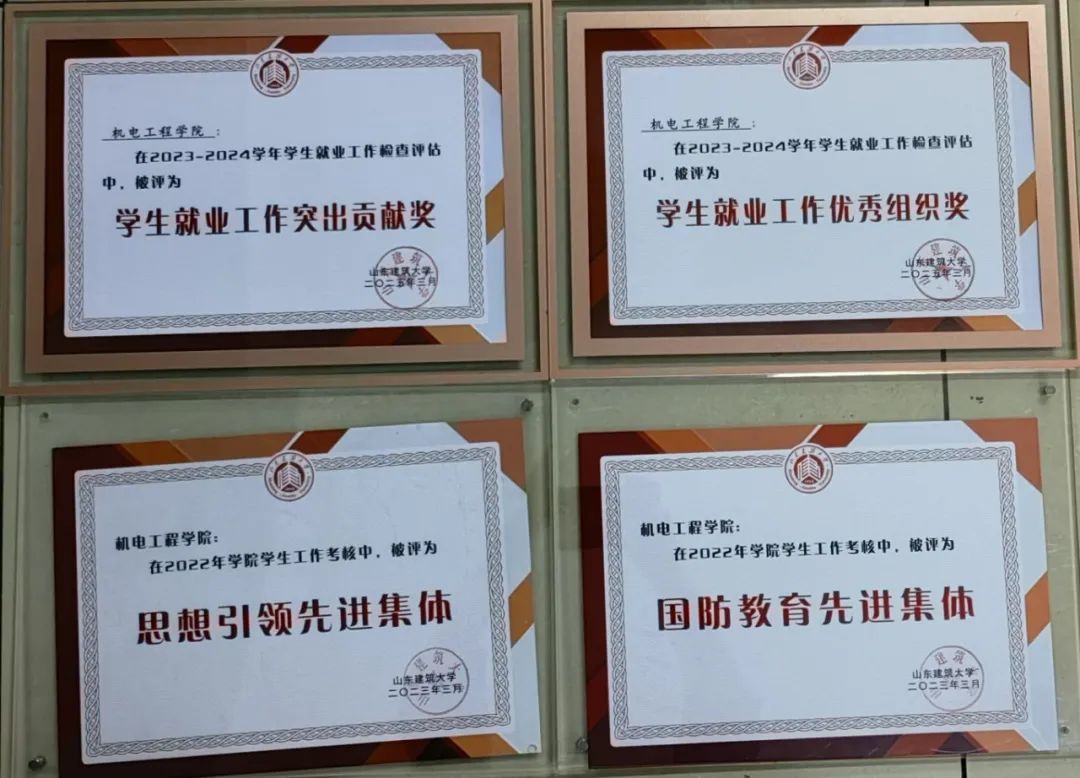 机电工程学院：
在2023-2024学年学生就业工作检查评估
中，被评为
学生就业工作突出贡献奖
山东建筑大学
二〇二五年三月
机电工程学院：
在2023-2024学年学生就业工作检查评估
中，被评为
学生就业工作优秀组织奖
山东建筑大学
二〇二五年三月
机电工程学院：
在2022年学院学生工作考核中，被评为
思想引领先进集体
山东建筑大学
二〇二三年三月
机电工程学院：
在2022年学院学生工作考核中，被评为
国防教育先进集体
山东建筑大学
二〇二三年三月